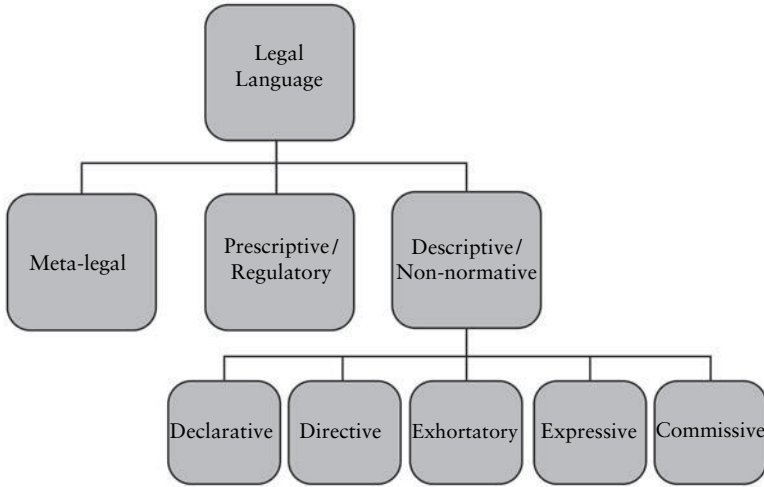 Legal
Language
Meta-legal
Prescriptive/
Regulatory
Descriptive/
Non-normative
Declarative
Directive
Exhortatory
Expressive
Commissive